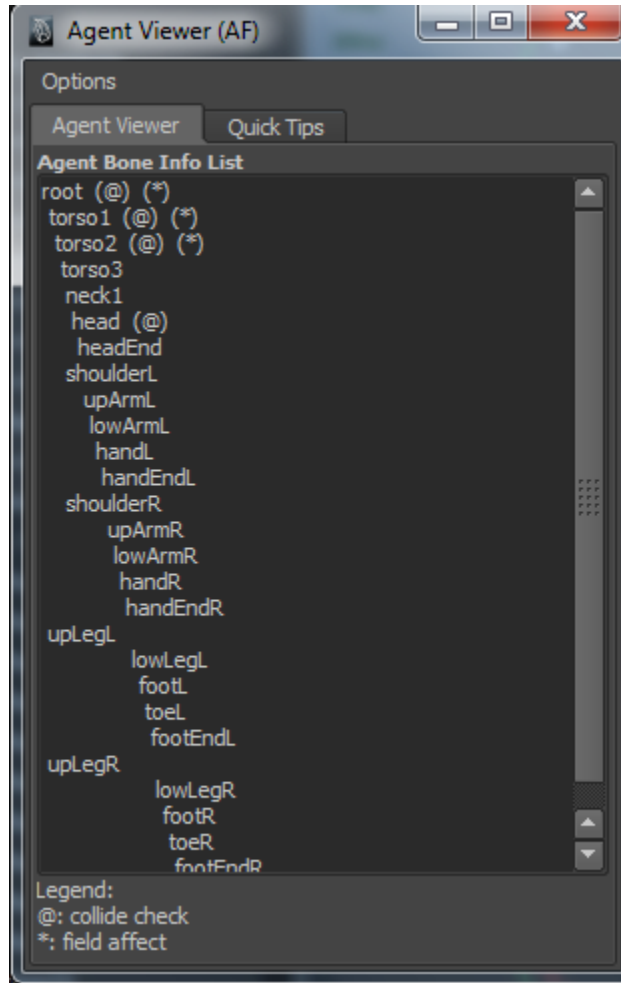 Agent Viewer (AF)
Options
Agent Viewer Quick Tips
Agent Bone Info List
root (@) (*)
torso1 (@) (*)
torso2 (@) (*)
torso3
neck1
head (@)
headEnd
shoulderL
upArmL
lowArmL
handL
handEndL
shoulderR
upArmR
lowArmR
handR
handEndR
upLegL
lowLegL
footL
toeL
footEndL
upLegR
lowLegR
footR
toeR
footEndR
Legend:
@: collide check
*: field affect